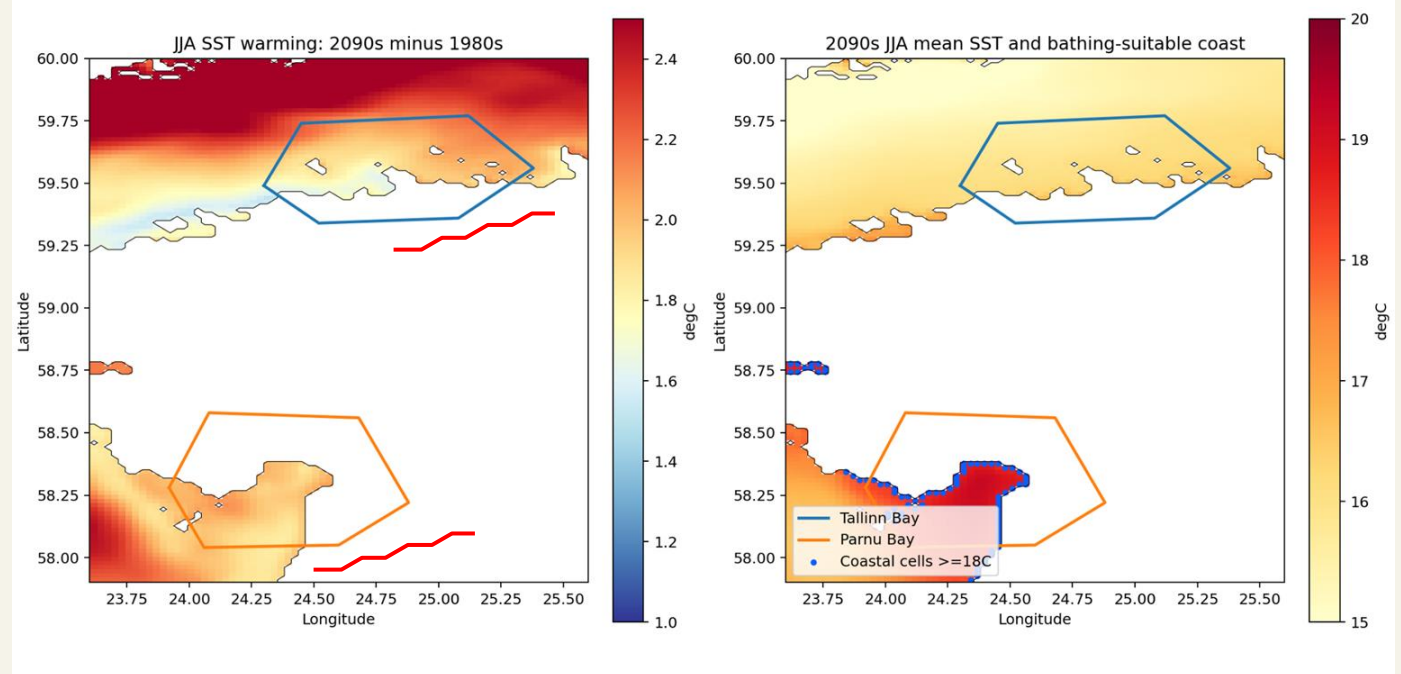 JJA SST warming: 2090s minus 1980s
60.00
59.75
59.50
59.25
59.00
58.75
58.50
58.25
58.00
Latitude
23.75 24.00 24.25 24.50 24.75 25.00 25.25 25.50
Longitude
2.4
2.2
2.0
1.8
1.6
1.4
1.2
1.0
degC
2090s JJA mean SST and bathing-suitable coast
60.00
59.75
59.50
59.25
59.00
58.75
58.50
58.25
58.00
Latitude
Tallinn Bay
Parnu Bay
Coastal cells >=18C
23.75 24.00 24.25 24.50 24.75 25.00 25.25 25.50
Longitude
20
19
18
17
16
15
degC